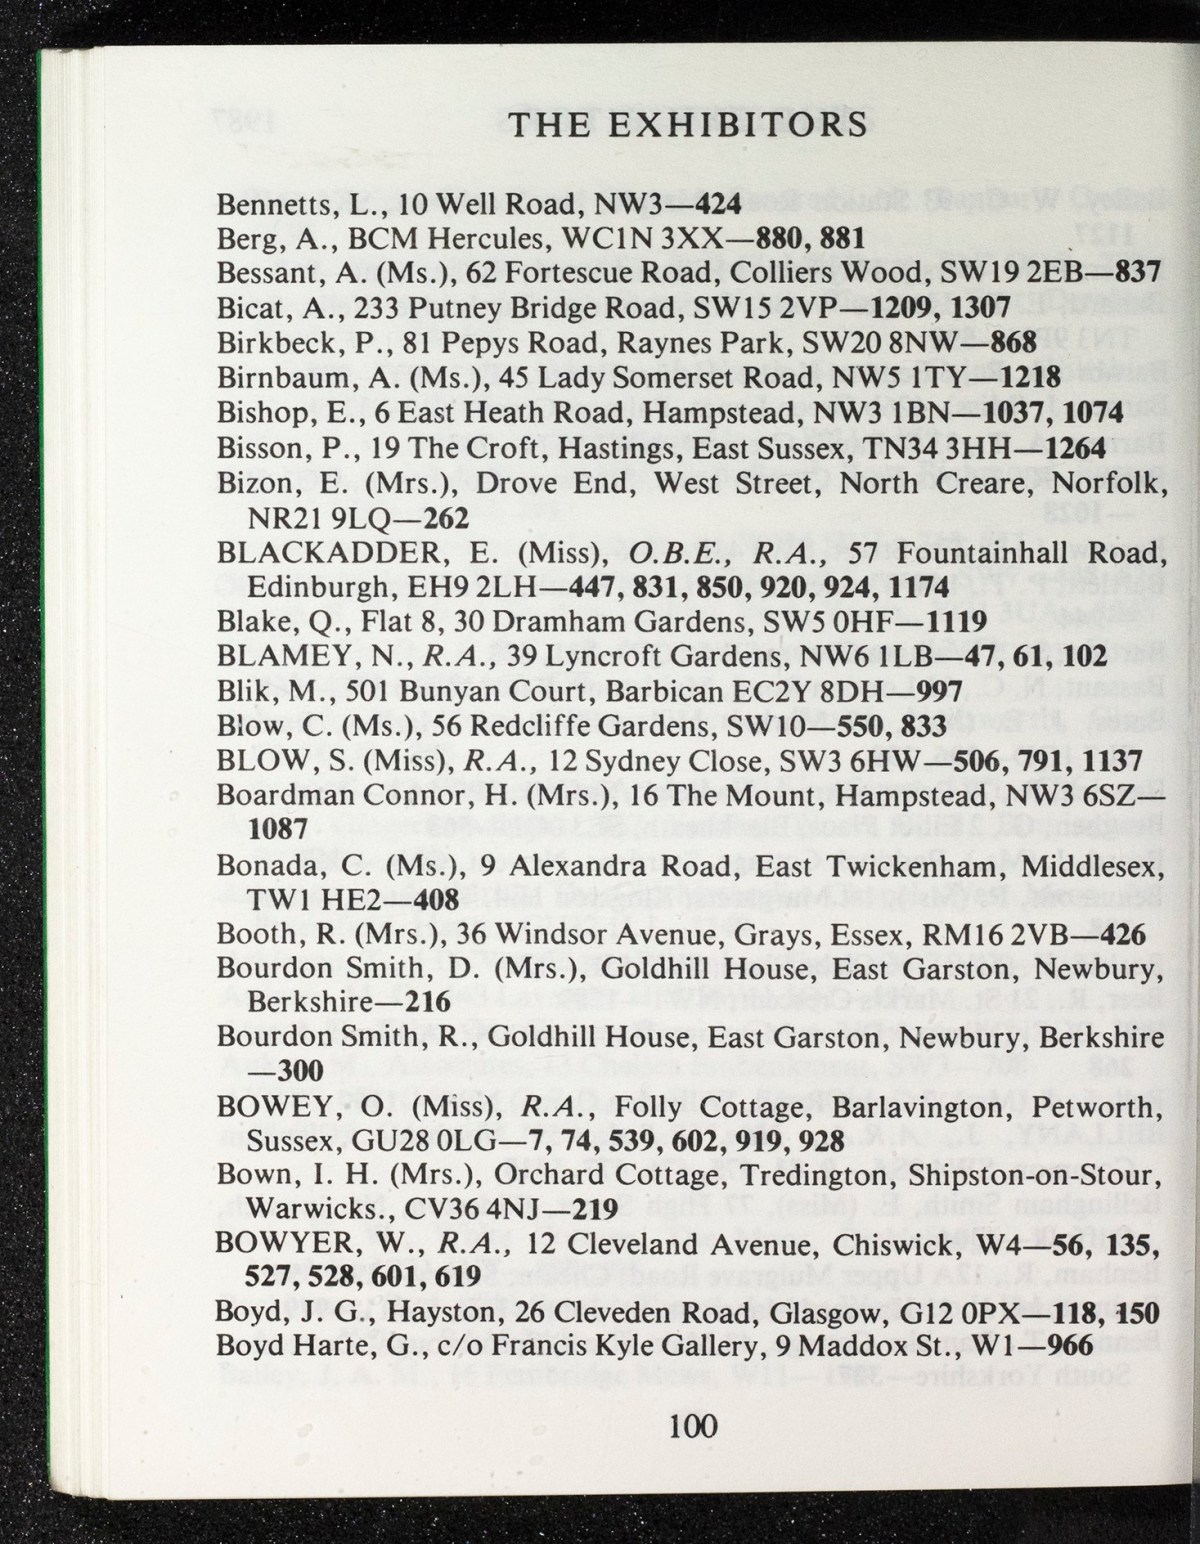 THE EXHIBITORS
Bennetts, L., 10 Well Road, NW3—424
Berg, A., BCM Hercules, WC1N 3XX—880, 881
Bessant, A. (Ms.), 62 Fortescue Road, Colliers Wood, SW19 2EB—837
Bicat, A., 233 Putney Bridge Road, SW15 2VP—1209, 1307
Birkbeck, P., 81 Pepys Road, Raynes Park, SW20 8NW—868
Birnbaum, A. (Ms.), 45 Lady Somerset Road, NW5 1TY—1218
Bishop, E., 6 East Heath Road, Hampstead, NW3 1BN—1037, 1074
Bisson, P., 19 The Croft, Hastings, East Sussex, TN34 3HH—1264
Bizon, E. (Mrs.), Drove End, West Street, North Creare, Norfolk,
NR21 9LQ—262
BLACKADDER, E. (Miss), O.B.E., R.A., 57 Fountainhall Road,
Edinburgh, EH9 2LH—447, 831, 850, 920, 924, 1174
Blake, Q., Flat 8, 30 Dramham Gardens, SW5 0HF—1119
BLAMEY, N., R.A., 39 Lyncroft Gardens, NW6 1LB—47, 61, 102
Blik, M., 501 Bunyan Court, Barbican EC2Y 8DH—997
Blow, C. (Ms.), 56 Redcliffe Gardens, SW10—550, 833
BLOW, S. (Miss), R.A., 12 Sydney Close, SW3 6HW—506, 791, 1137
Boardman Connor, H. (Mrs.), 16 The Mount, Hampstead, NW3 6SZ—
1087
Bonada, C. (Ms.), 9 Alexandra Road, East Twickenham, Middlesex,
TW1 HE2—408
Booth, R. (Mrs.), 36 Windsor Avenue, Grays, Essex, RM16 2VB—426
Bourdon Smith, D. (Mrs.), Goldhill House, East Garston, Newbury,
Berkshire—216
Bourdon Smith, R., Goldhill House, East Garston, Newbury, Berkshire
—300
BOWEY, O. (Miss), R.A., Folly Cottage, Barlavington, Petworth,
Sussex, GU28 0LG—7, 74, 539, 602, 919, 928
Bown, I. H. (Mrs.), Orchard Cottage, Tredington, Shipston-on-Stour,
Warwicks., CV36 4NJ—219
BOWYER, W., R.A., 12 Cleveland Avenue, Chiswick, W4—56, 135,
527, 528, 601, 619
Boyd, J. G., Hayston, 26 Cleveden Road, Glasgow, G12 0PX—118, 150
Boyd Harte, G., c/o Francis Kyle Gallery, 9 Maddox St., W1—966
100